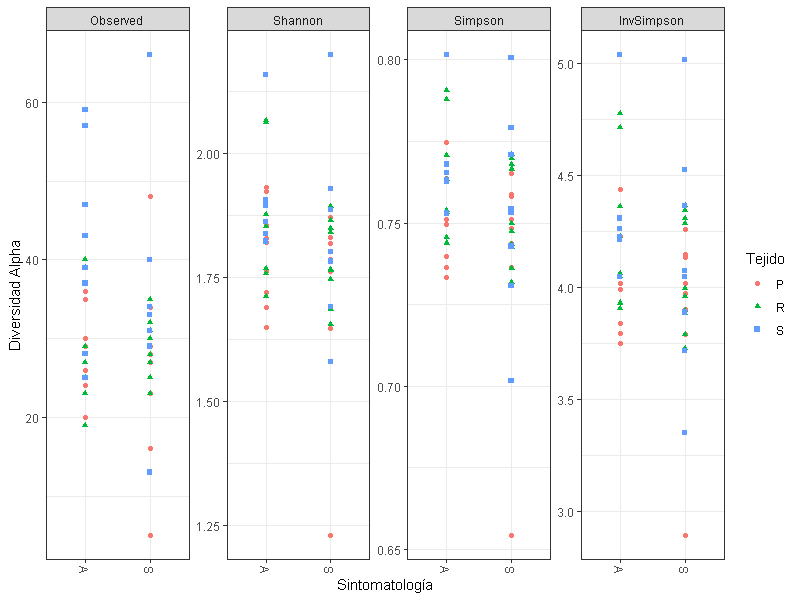 Observed Shannon Simpson InvSimpson
Diversidad Alpha
60
40
20
2.00
1.75
1.50
1.25
0.80
0.75
0.70
0.65
5.0
4.5
4.0
3.5
3.0
A S A S A S A S
Sintomatología
Tejido
P
R
S